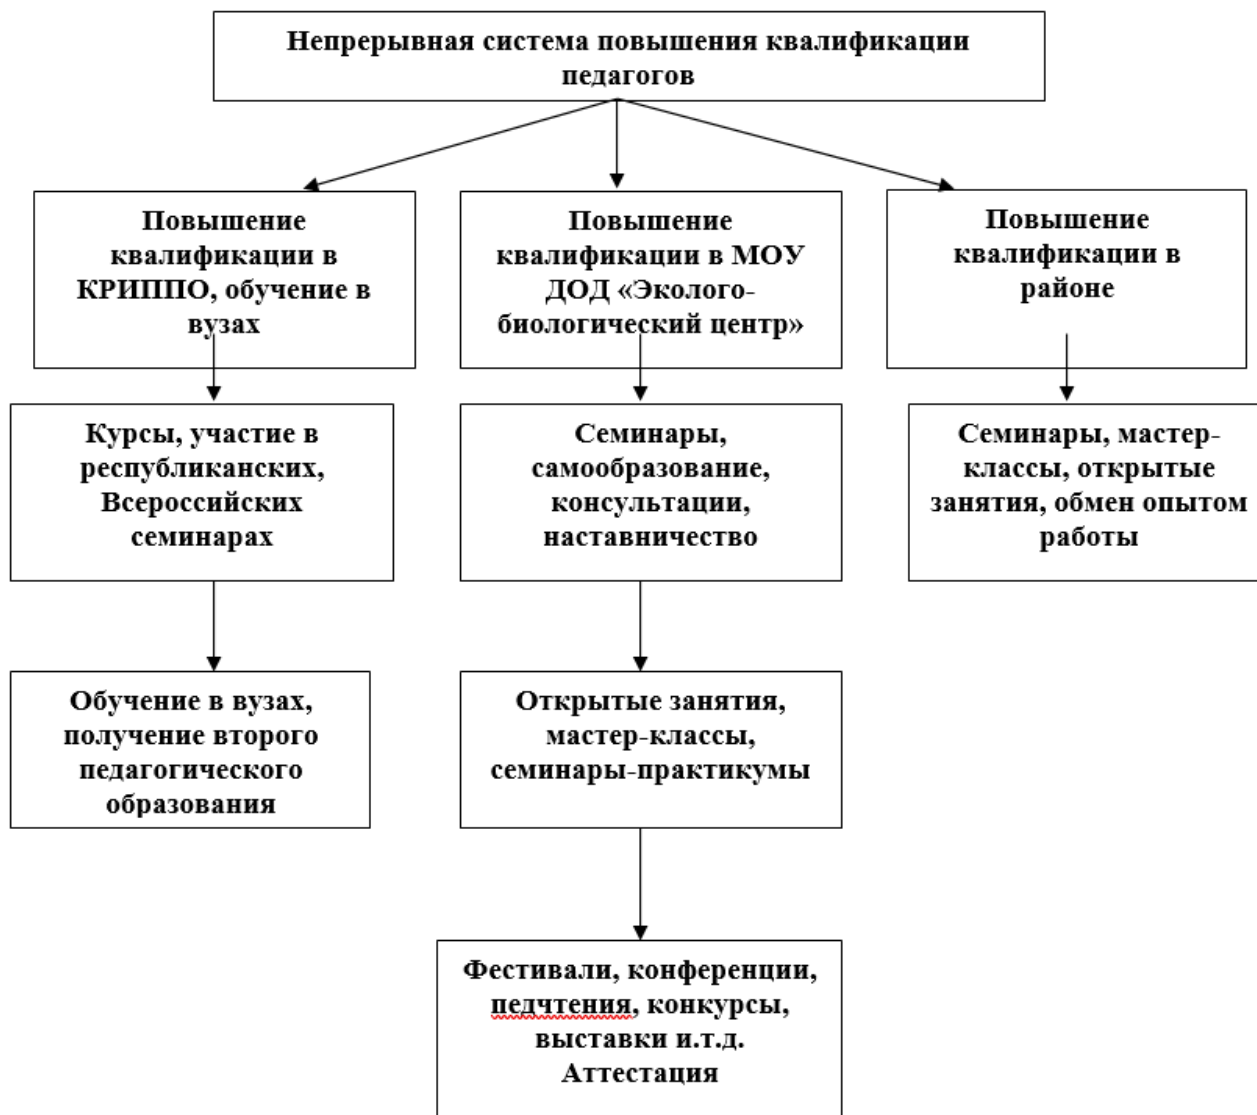 Непрерывная система повышения квалификации
педагогов
Повышение
квалификации в
КРИППО, обучение в
вузах
Повышение
квалификации в МОУ
ДОД «Эколого-
биологический центр»
Повышение
квалификации в
районе
Курсы, участие в
республиканских,
Всероссийских
семинарах
Семинары,
самообразование,
консультации,
наставничество
Семинары, мастер-
классы, открытые
занятия, обмен опытом
работы
Обучение в вузах,
получение второго
педагогического
образования
Открытые занятия,
мастер-классы,
семинары-практикумы
Фестивали, конференции,
педчтения, конкурсы,
выставки и.т.д.
Аттестация